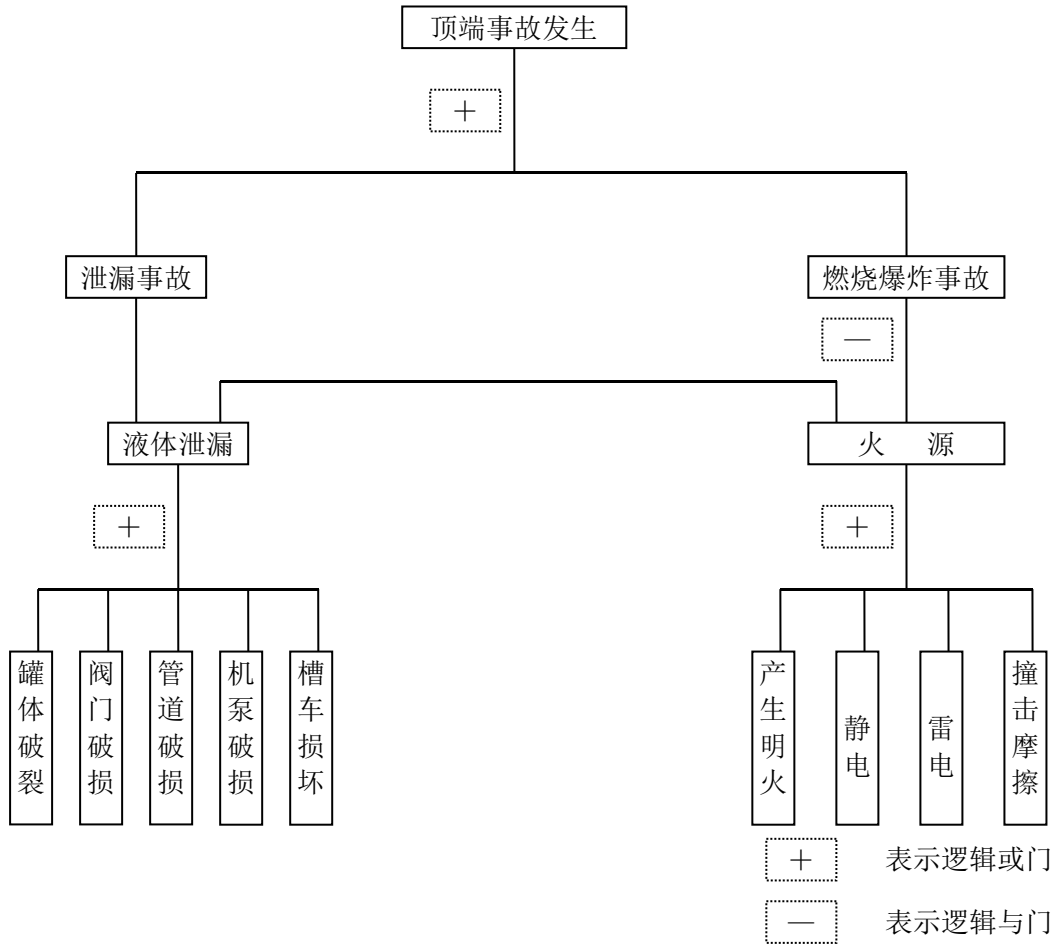 顶端事故发生
＋
泄漏事故
燃烧爆炸事故
—
液体泄漏
火 源
＋
＋
罐体破裂
阀门破损
管道破损
机泵破损
槽车损坏
产生明火
静电
雷电
撞击摩擦
＋ 表示逻辑或门
— 表示逻辑与门